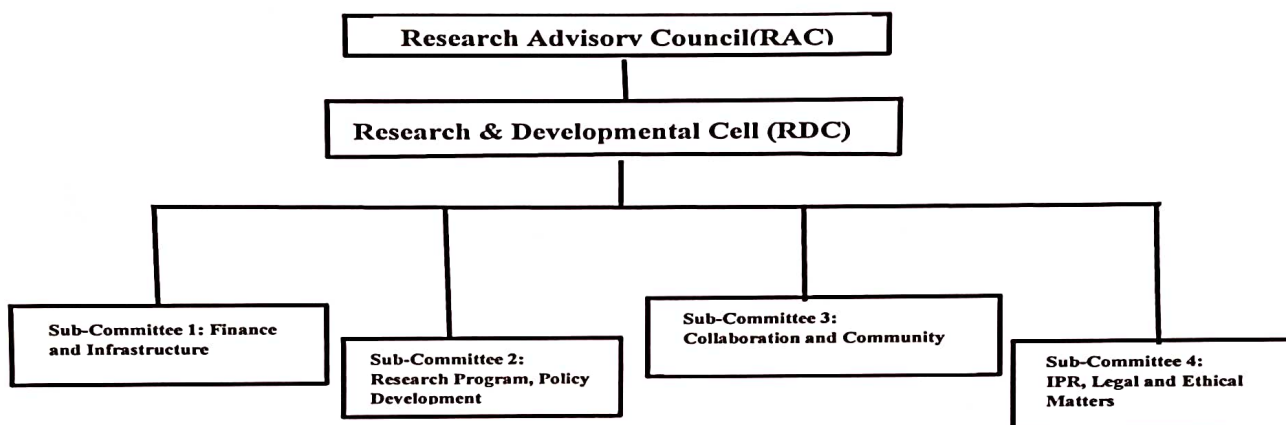 Research Advisory Council(RAC)
Research & Developmental Cell (RDC)
Sub-Committee 1: Finance
and Infrastructure
Sub-Committee 2:
Research Program, Policy
Development
Sub-Committee 3:
Collaboration and Community
Sub-Committee 4:
IPR, Legal and Ethical
Matters